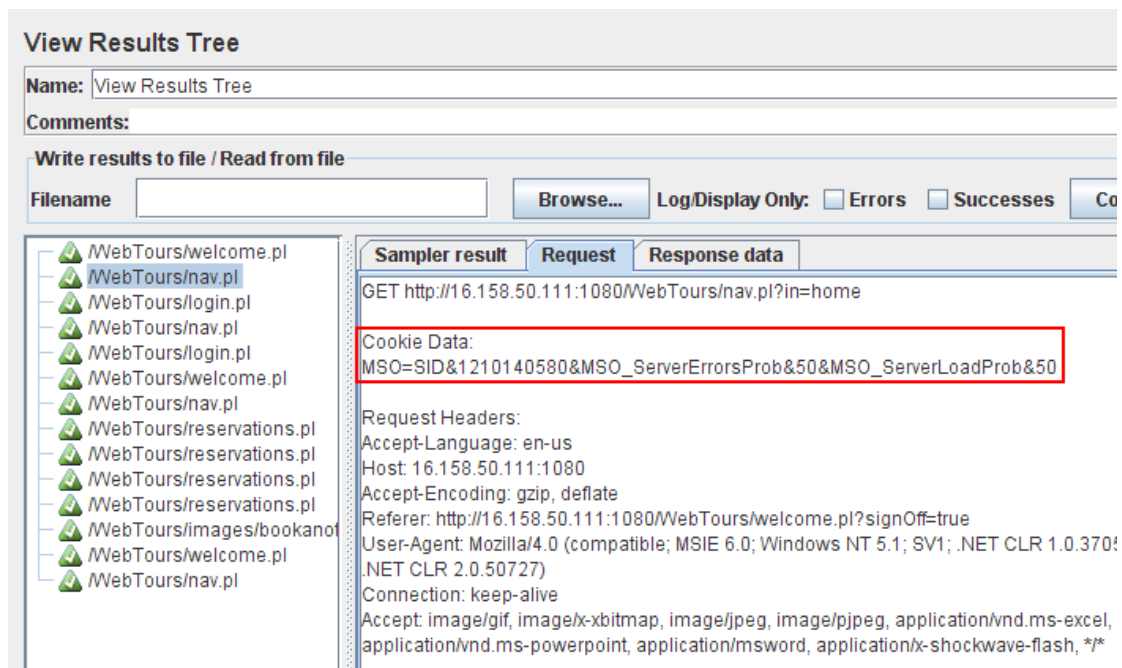 View Results Tree
Name: View Results Tree
Comments:
Write results to file / Read from file
Filename Browse... Log/Display Only: Errors Successes Co
/WebTours/welcome.pl
/WebTours/nav.pl
/WebTours/login.pl
/WebTours/nav.pl
/WebTours/login.pl
/WebTours/welcome.pl
/WebTours/nav.pl
/WebTours/reservations.pl
/WebTours/reservations.pl
/WebTours/reservations.pl
/WebTours/reservations.pl
/WebTours/images/bookanot
/WebTours/welcome.pl
/WebTours/nav.pl
Sampler result Request Response data
GET http://16.158.50.111:1080/WebTours/nav.pl?in=home
Cookie Data:
MSO=SID&1210140580&MSO_ServerErrorsProb&50&MSO_ServerLoadProb&50
Request Headers:
Accept-Language: en-us
Host: 16.158.50.111:1080
Accept-Encoding: gzip, deflate
Referer: http://16.158.50.111:1080/WebTours/welcome.pl?signOff=true
User-Agent: Mozilla/4.0 (compatible; MSIE 6.0; Windows NT 5.1; SV1; .NET CLR 1.0.3705
.NET CLR 2.0.50727)
Connection: keep-alive
Accept: image/gif, image/x-xbitmap, image/jpeg, image/pjpeg, application/vnd.ms-excel,
application/vnd.ms-powerpoint, application/msword, application/x-shockwave-flash, */*